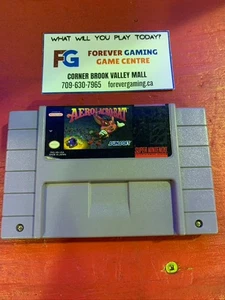 WHAT WILL YOU PLAY TODAY?
FG
FOREVER GAMING
GAME CENTRE
CORNER BROOK VALLEY MALL
709-630-7965 forevergaming.ca
Nintendo
AERO THE ACRO-BAT
SUNSOFT
SUPER NINTENDO